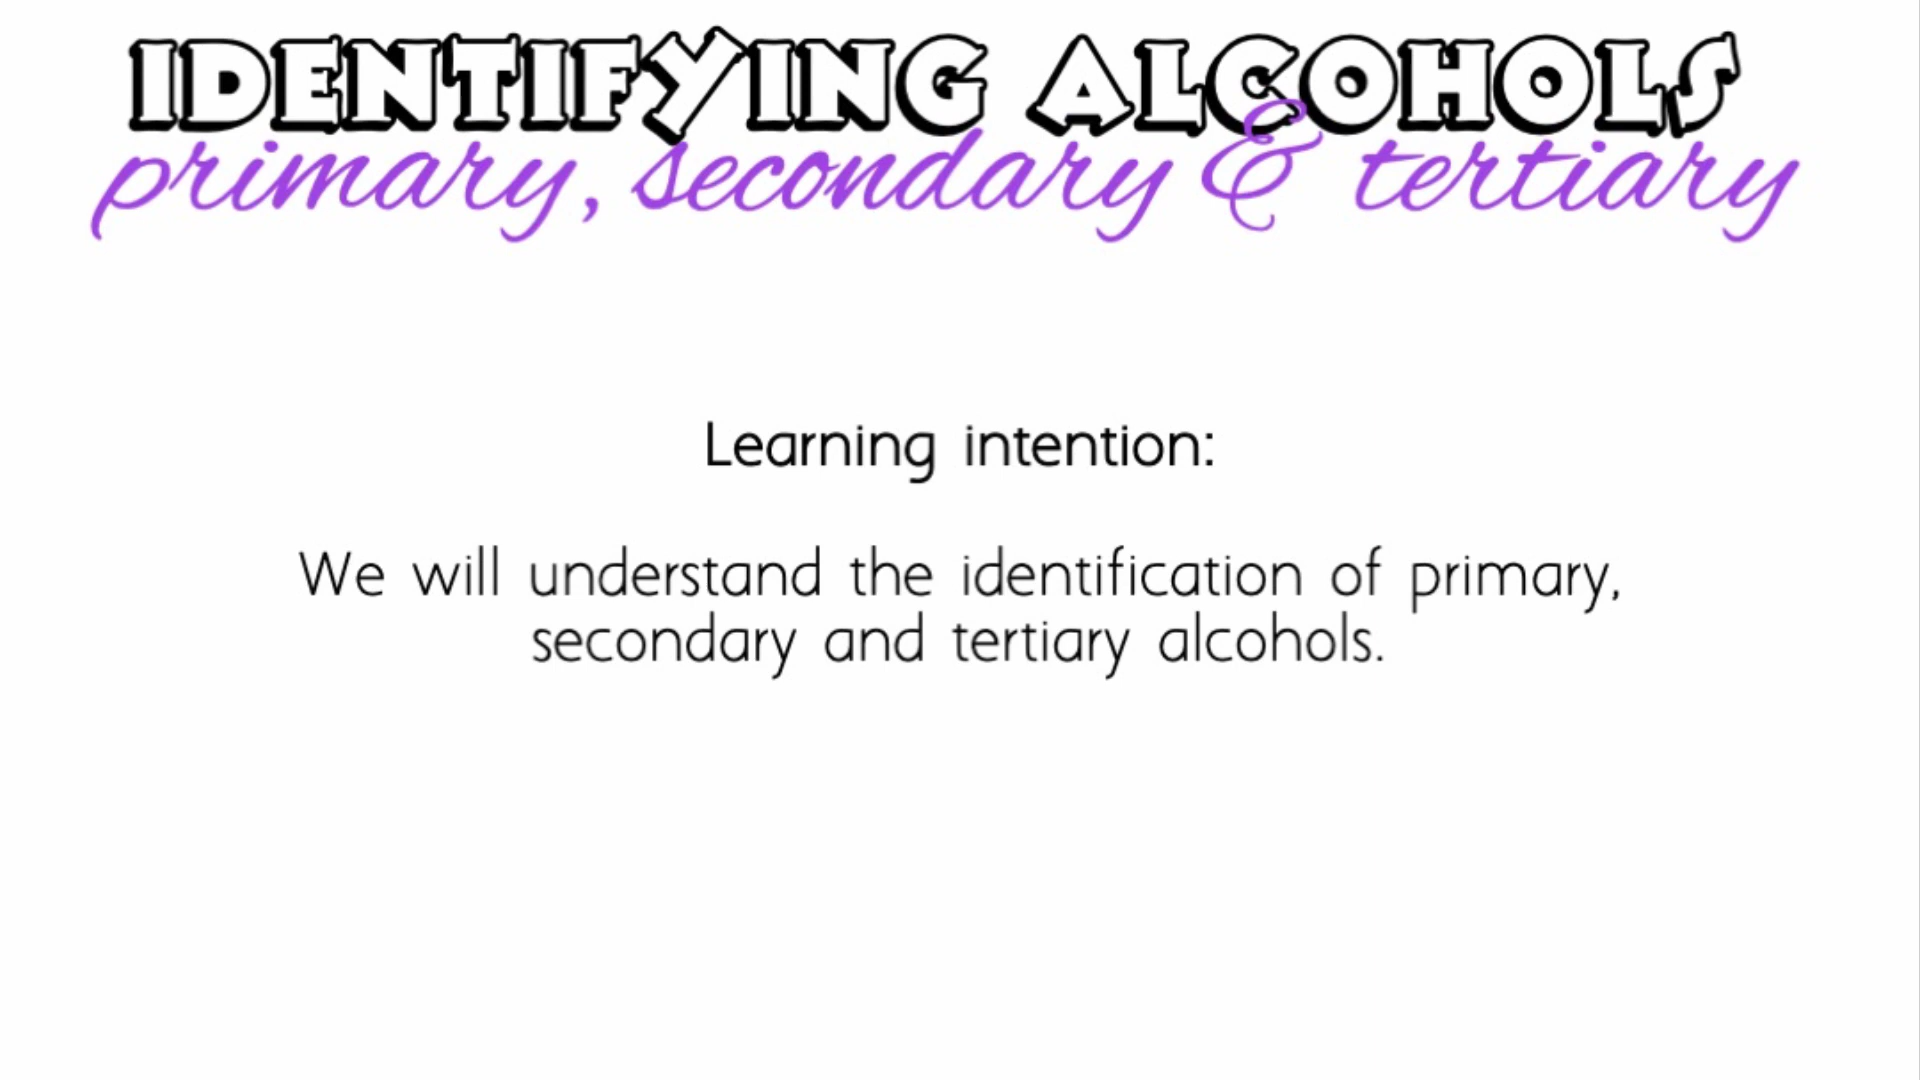 IDENTIFYING ALCOHOLS
primary, secondary & tertiary
Learning intention:
We will understand the identification of primary,
secondary and tertiary alcohols.